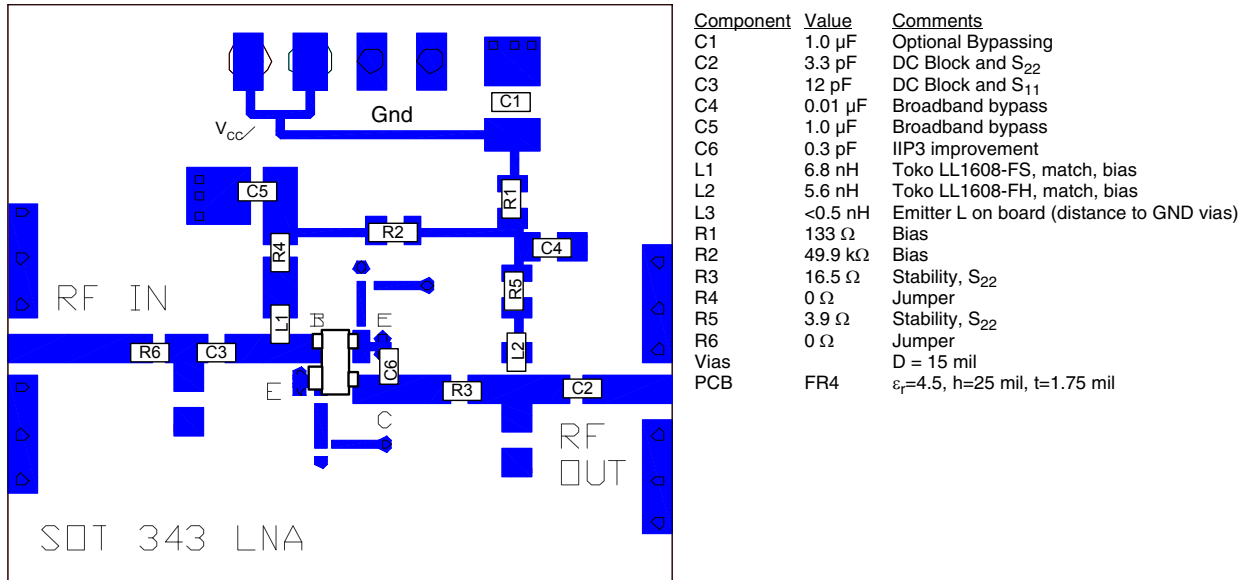 C1
Gnd
VCC
C5
R1
R2
R4
C4
R5
RF IN
L1
B
E
L2
R6
C3
C6
E
R3
C2
C
RF
OUT
SOT 343 LNA
Component Value Comments
C1 1.0 µF Optional Bypassing
C2 3.3 pF DC Block and S22
C3 12 pF DC Block and S11
C4 0.01 µF Broadband bypass
C5 1.0 µF Broadband bypass
C6 0.3 pF IIP3 improvement
L1 6.8 nH Toko LL1608-FS, match, bias
L2 5.6 nH Toko LL1608-FH, match, bias
L3 <0.5 nH Emitter L on board (distance to GND vias)
R1 133 Ω Bias
R2 49.9 kΩ Bias
R3 16.5 Ω Stability, S22
R4 0 Ω Jumper
R5 3.9 Ω Stability, S22
R6 0 Ω Jumper
Vias D = 15 mil
PCB FR4 εr=4.5, h=25 mil, t=1.75 mil